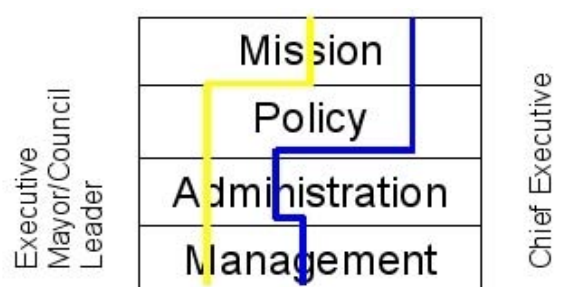 Executive
Mayor/Council
Leader
Mission
Policy
Administration
Management
Chief Executive